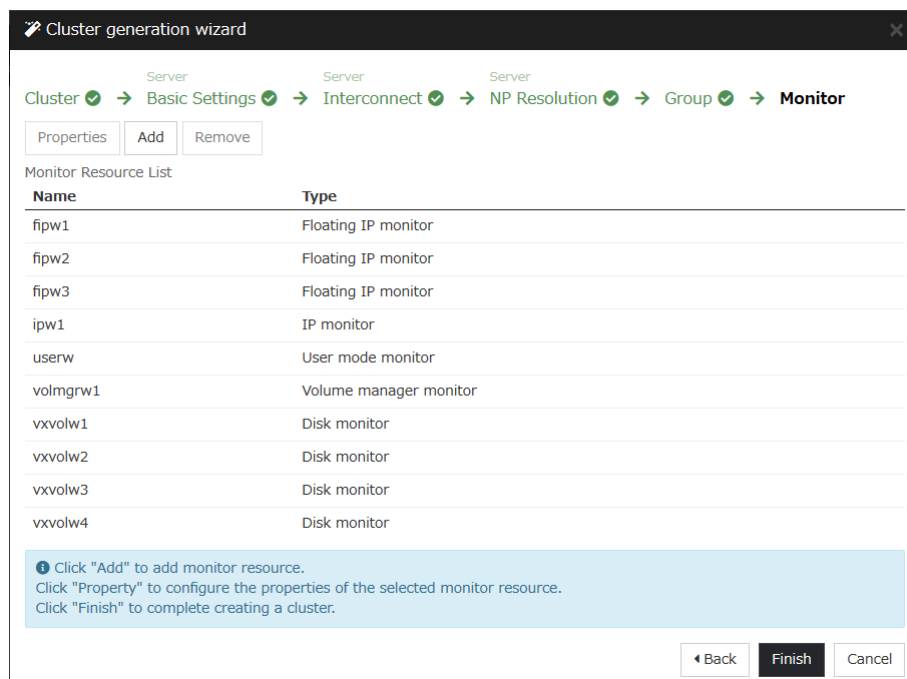 Cluster generation wizard
Server Server Server
Cluster → Basic Settings → Interconnect → NP Resolution → Group → Monitor
Properties Add Remove
Monitor Resource List
Name Type
fipw1 Floating IP monitor
fipw2 Floating IP monitor
fipw3 Floating IP monitor
ipw1 IP monitor
userw User mode monitor
volmgrw1 Volume manager monitor
vxvolw1 Disk monitor
vxvolw2 Disk monitor
vxvolw3 Disk monitor
vxvolw4 Disk monitor
Click "Add" to add monitor resource.
Click "Property" to configure the properties of the selected monitor resource.
Click "Finish" to complete creating a cluster.
Back Finish Cancel